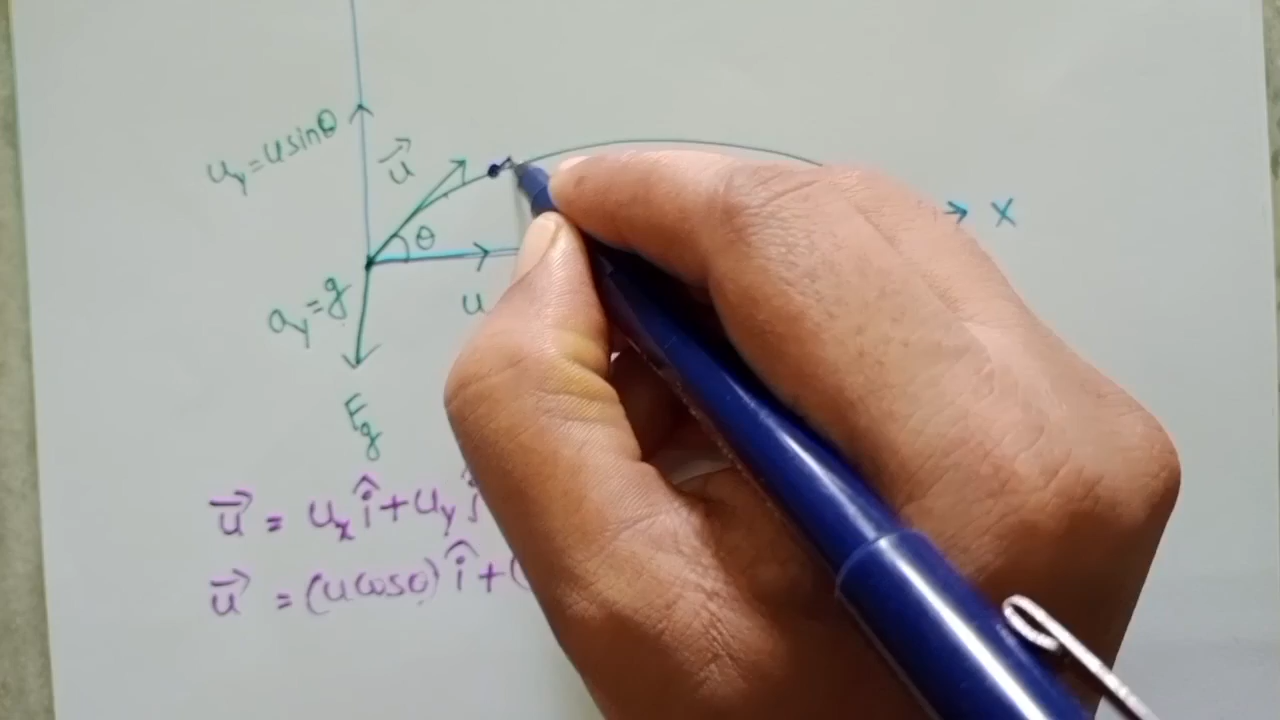 u_y = u sinθ
u⃗
θ
X
a_y = g
u
F_g
u⃗ = u_x î + u_y ĵ
u⃗ = (u cosθ) î + (